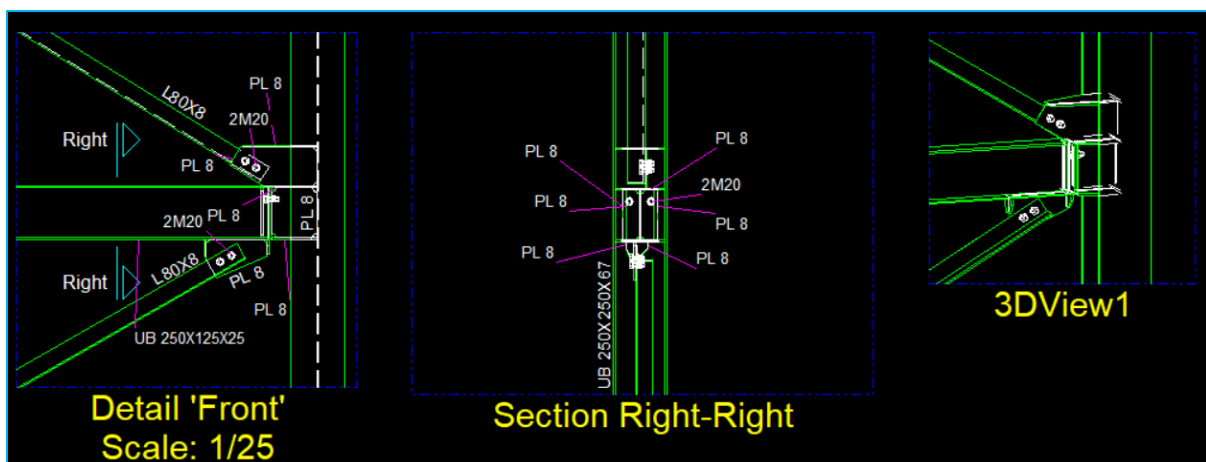 PL 8
L80X8
2M20
Right
PL 8
PL 8
PL 8
2M20
Right
L80X8
PL 8
PL 8
UB 250X125X25
Detail 'Front'
Scale: 1/25
PL 8
PL 8
PL 8
2M20
PL 8
PL 8
PL 8
UB 250X250X67
Section Right-Right
3DView1